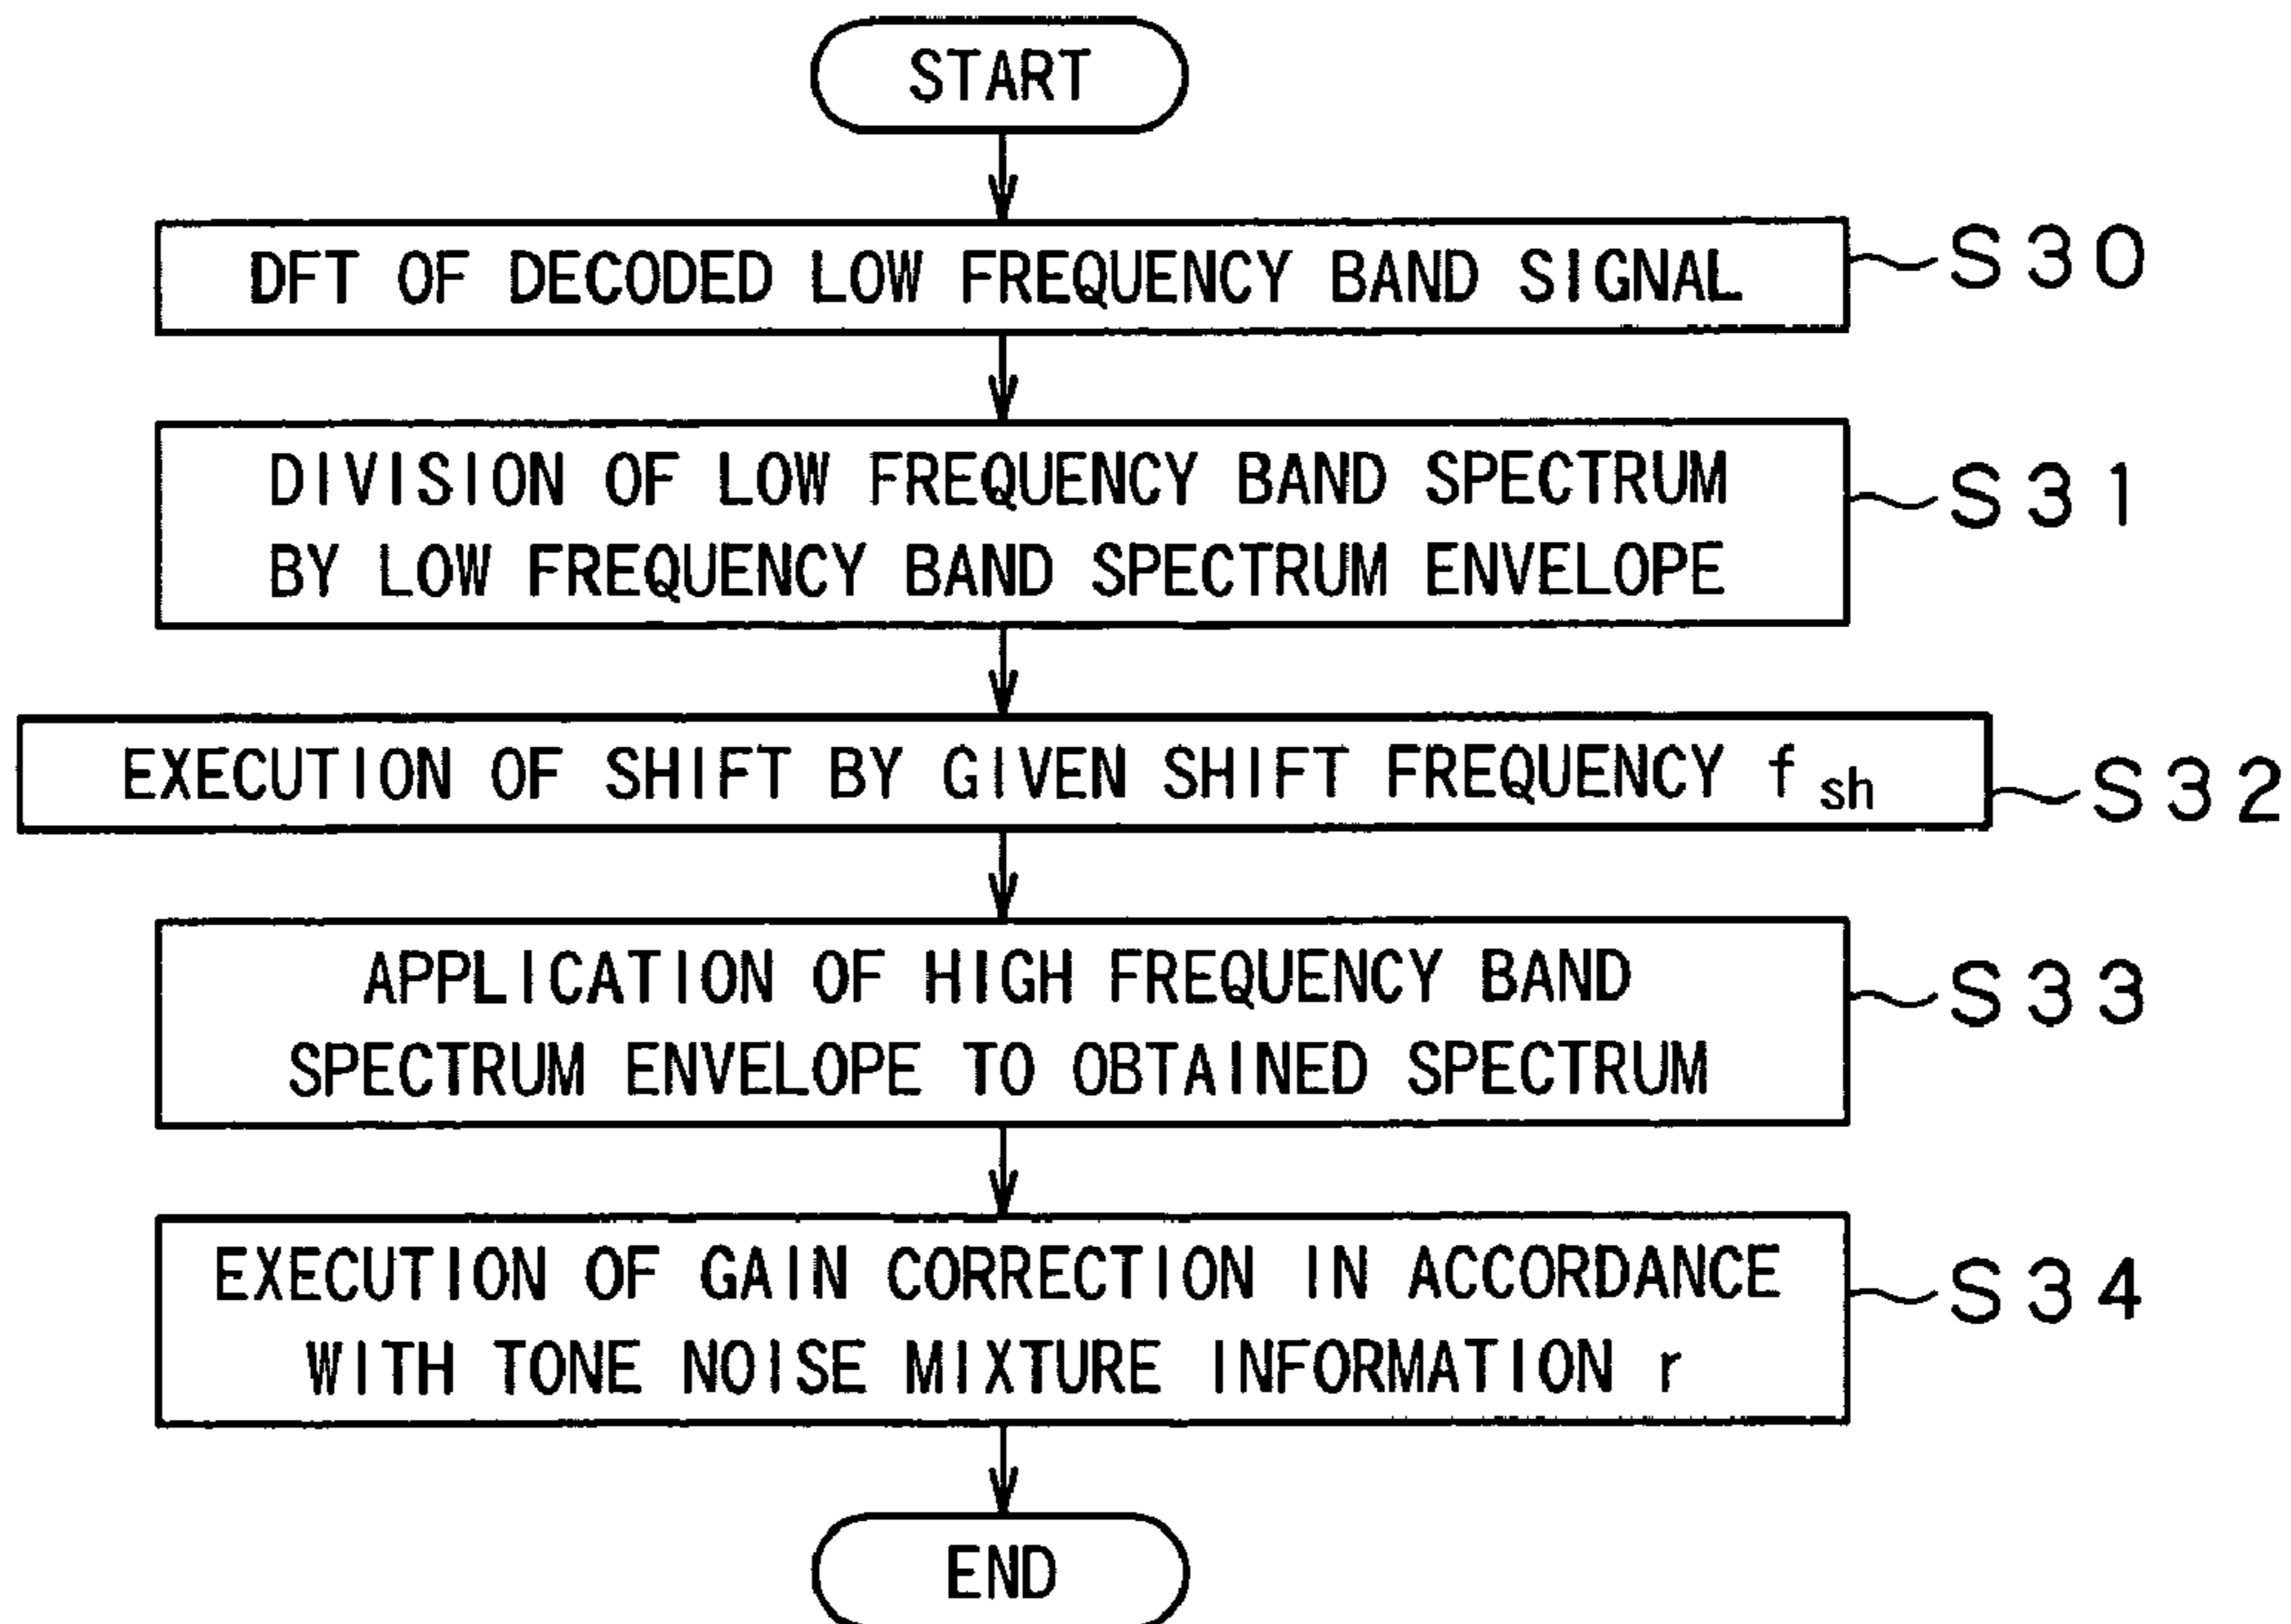 START
DFT OF DECODED LOW FREQUENCY BAND SIGNAL
S30
DIVISION OF LOW FREQUENCY BAND SPECTRUM
BY LOW FREQUENCY BAND SPECTRUM ENVELOPE
S31
EXECUTION OF SHIFT BY GIVEN SHIFT FREQUENCY fsh
S32
APPLICATION OF HIGH FREQUENCY BAND
SPECTRUM ENVELOPE TO OBTAINED SPECTRUM
S33
EXECUTION OF GAIN CORRECTION IN ACCORDANCE
WITH TONE NOISE MIXTURE INFORMATION r
S34
END